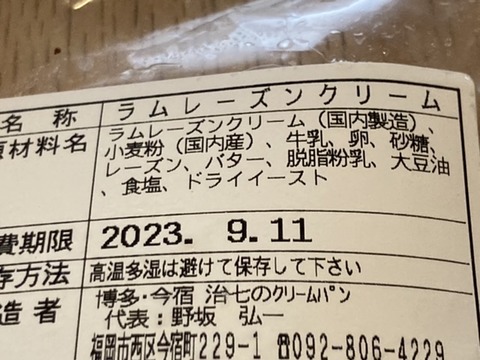 名 称 ラムレーズンクリーム
材料名 ラムレーズンクリーム（国内製造）、
小麦粉（国内産）、牛乳、卵、砂糖、
レーズン、バター、脱脂粉乳、大豆油
、食塩、ドライイースト
費期限 2023. 9.11
存方法 高温多湿は避けて保存して下さい
造者 博多・今宿 治七のクリームパン
代表：野坂 弘一
福岡市西区今宿町229-1 ☎092-806-4229